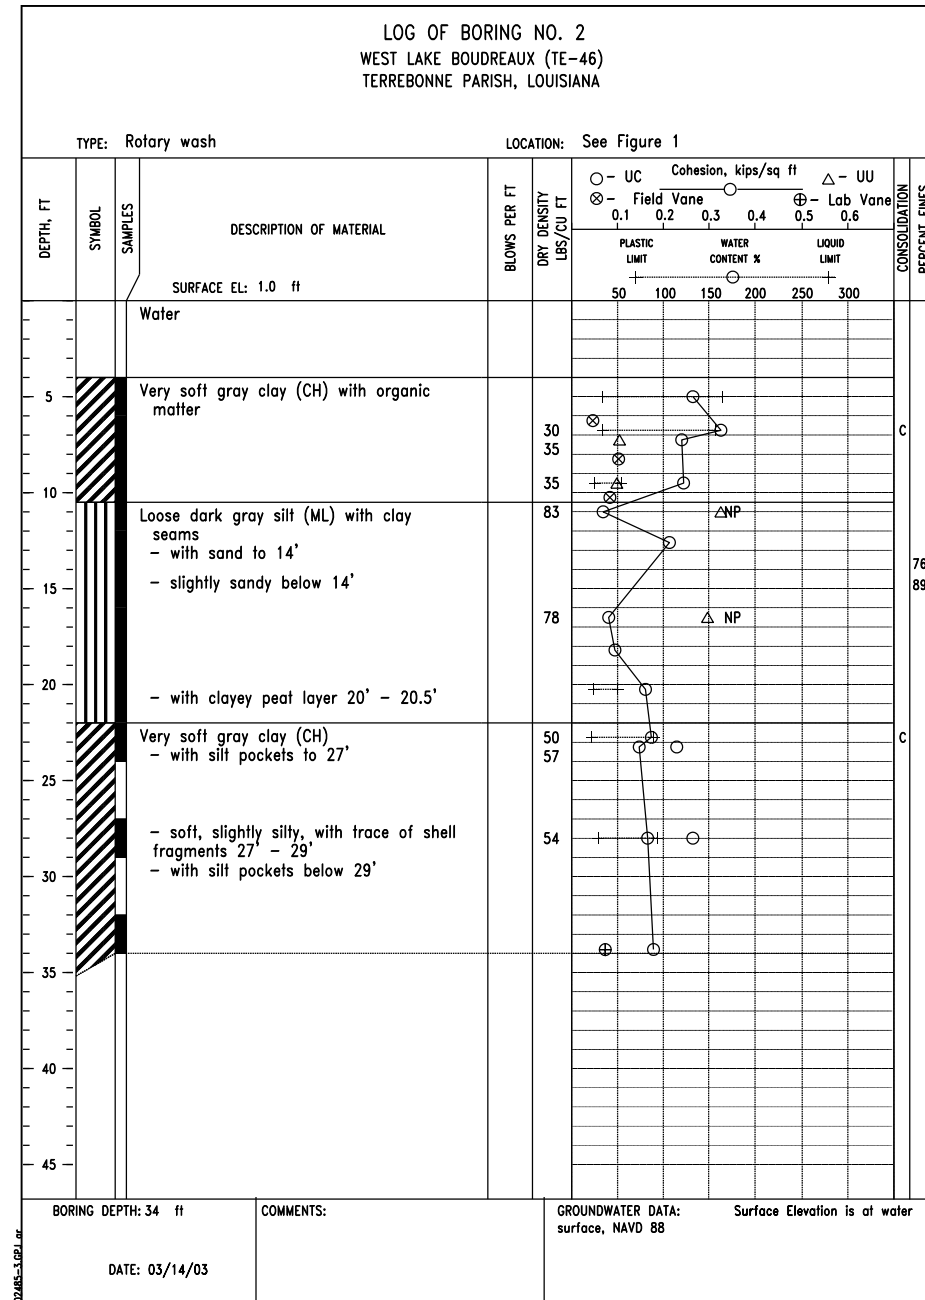 LOG OF BORING NO. 2
WEST LAKE BOUDREAUX (TE-46)
TERREBONNE PARISH, LOUISIANA
TYPE: Rotary wash
LOCATION: See Figure 1
DEPTH, FT
SYMBOL
SAMPLES
DESCRIPTION OF MATERIAL
SURFACE EL: 1.0 ft
BLOWS PER FT
DRY DENSITY
LBS/CU FT
Cohesion, kips/sq ft
- UC
- UU
- Field Vane
- Lab Vane
0.1 0.2 0.3 0.4 0.5 0.6
PLASTIC LIMIT
WATER CONTENT %
LIQUID LIMIT
50 100 150 200 250 300
CONSOLIDATION
PERCENT FINES
Water
5
Very soft gray clay (CH) with organic
matter
30
C
35
35
10
83
NP
Loose dark gray silt (ML) with clay
seams
- with sand to 14'
76
15
- slightly sandy below 14'
89
78
NP
20
- with clayey peat layer 20' - 20.5'
Very soft gray clay (CH)
50
C
- with silt pockets to 27'
57
25
- soft, slightly silty, with trace of shell
54
fragments 27' - 29'
30
- with silt pockets below 29'
35
40
45
BORING DEPTH: 34 ft
DATE: 03/14/03
COMMENTS:
GROUNDWATER DATA: Surface Elevation is at water
surface, NAVD 88